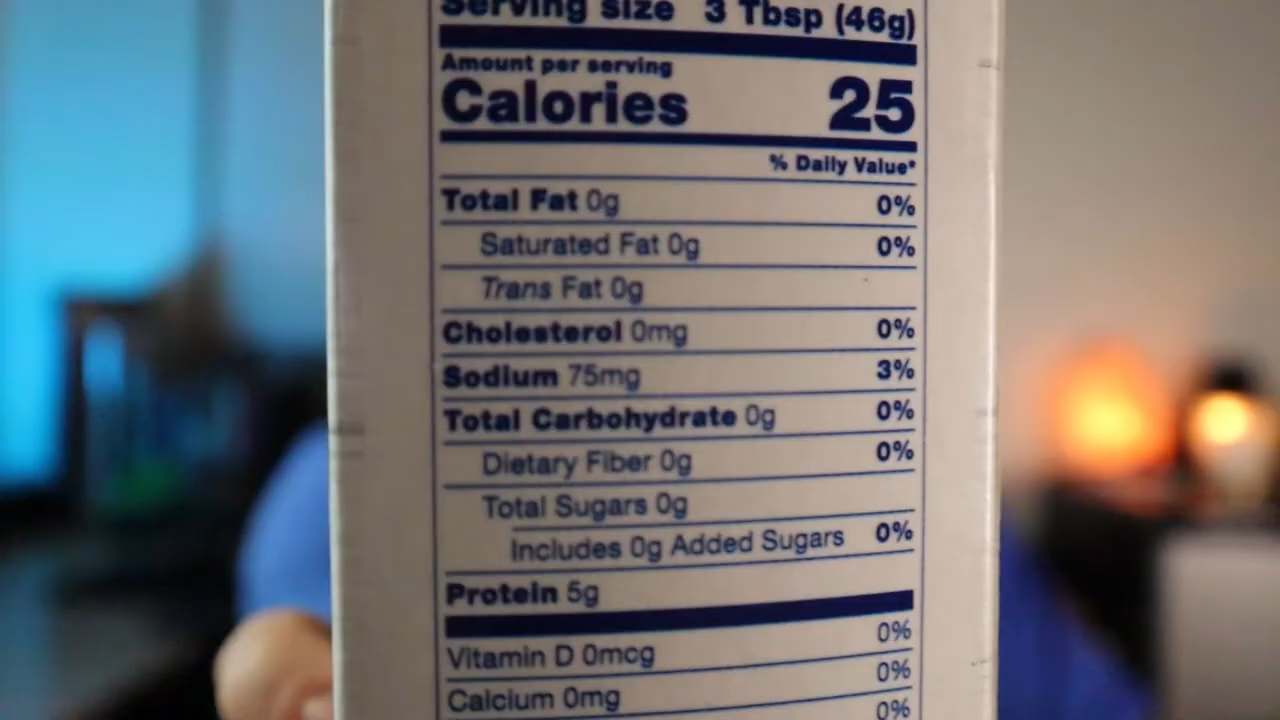 Serving size 3 Tbsp (46g)
Amount per serving
Calories 25
% Daily Value*
Total Fat 0g 0%
Saturated Fat 0g 0%
Trans Fat 0g
Cholesterol 0mg 0%
Sodium 75mg 3%
Total Carbohydrate 0g 0%
Dietary Fiber 0g 0%
Total Sugars 0g
Includes 0g Added Sugars 0%
Protein 5g
Vitamin D 0mcg 0%
Calcium 0mg 0%
0%